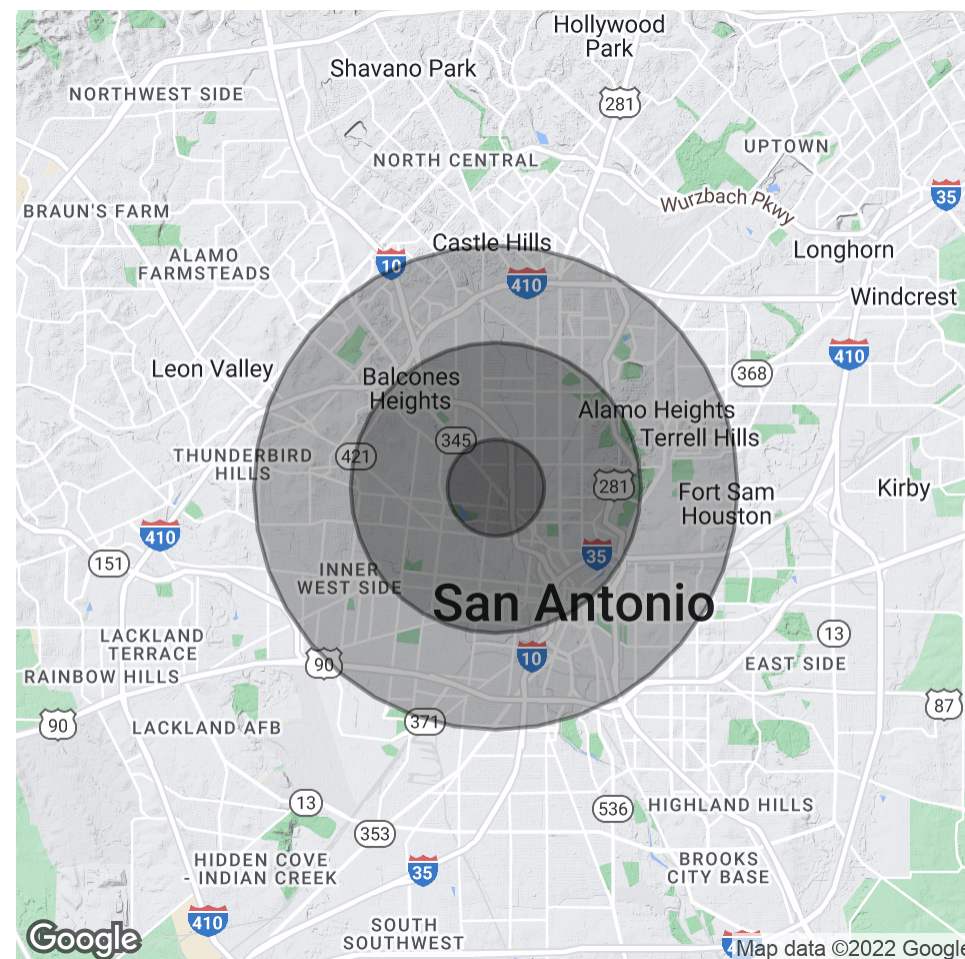 Hollywood
Park
Shavano Park
NORTHWEST SIDE
281
UPTOWN
NORTH CENTRAL
35
Wurzbach Pkwy
BRAUN'S FARM
Castle Hills
Longhorn
ALAMO
FARMSTEADS
10
410
Windcrest
410
Leon Valley
368
Balcones
Heights
Alamo Heights
Terrell Hills
345
421
THUNDERBIRD
HILLS
281
Fort Sam
Houston
Kirby
410
35
151
INNER
WEST SIDE
San Antonio
LACKLAND
TERRACE
13
10
90
EAST SIDE
RAINBOW HILLS
87
90
LACKLAND AFB
371
13
536
HIGHLAND HILLS
353
HIDDEN COVE
- INDIAN CREEK
35
BROOKS
CITY BASE
410
SOUTH
SOUTHWEST
Google
Map data ©2022 Google